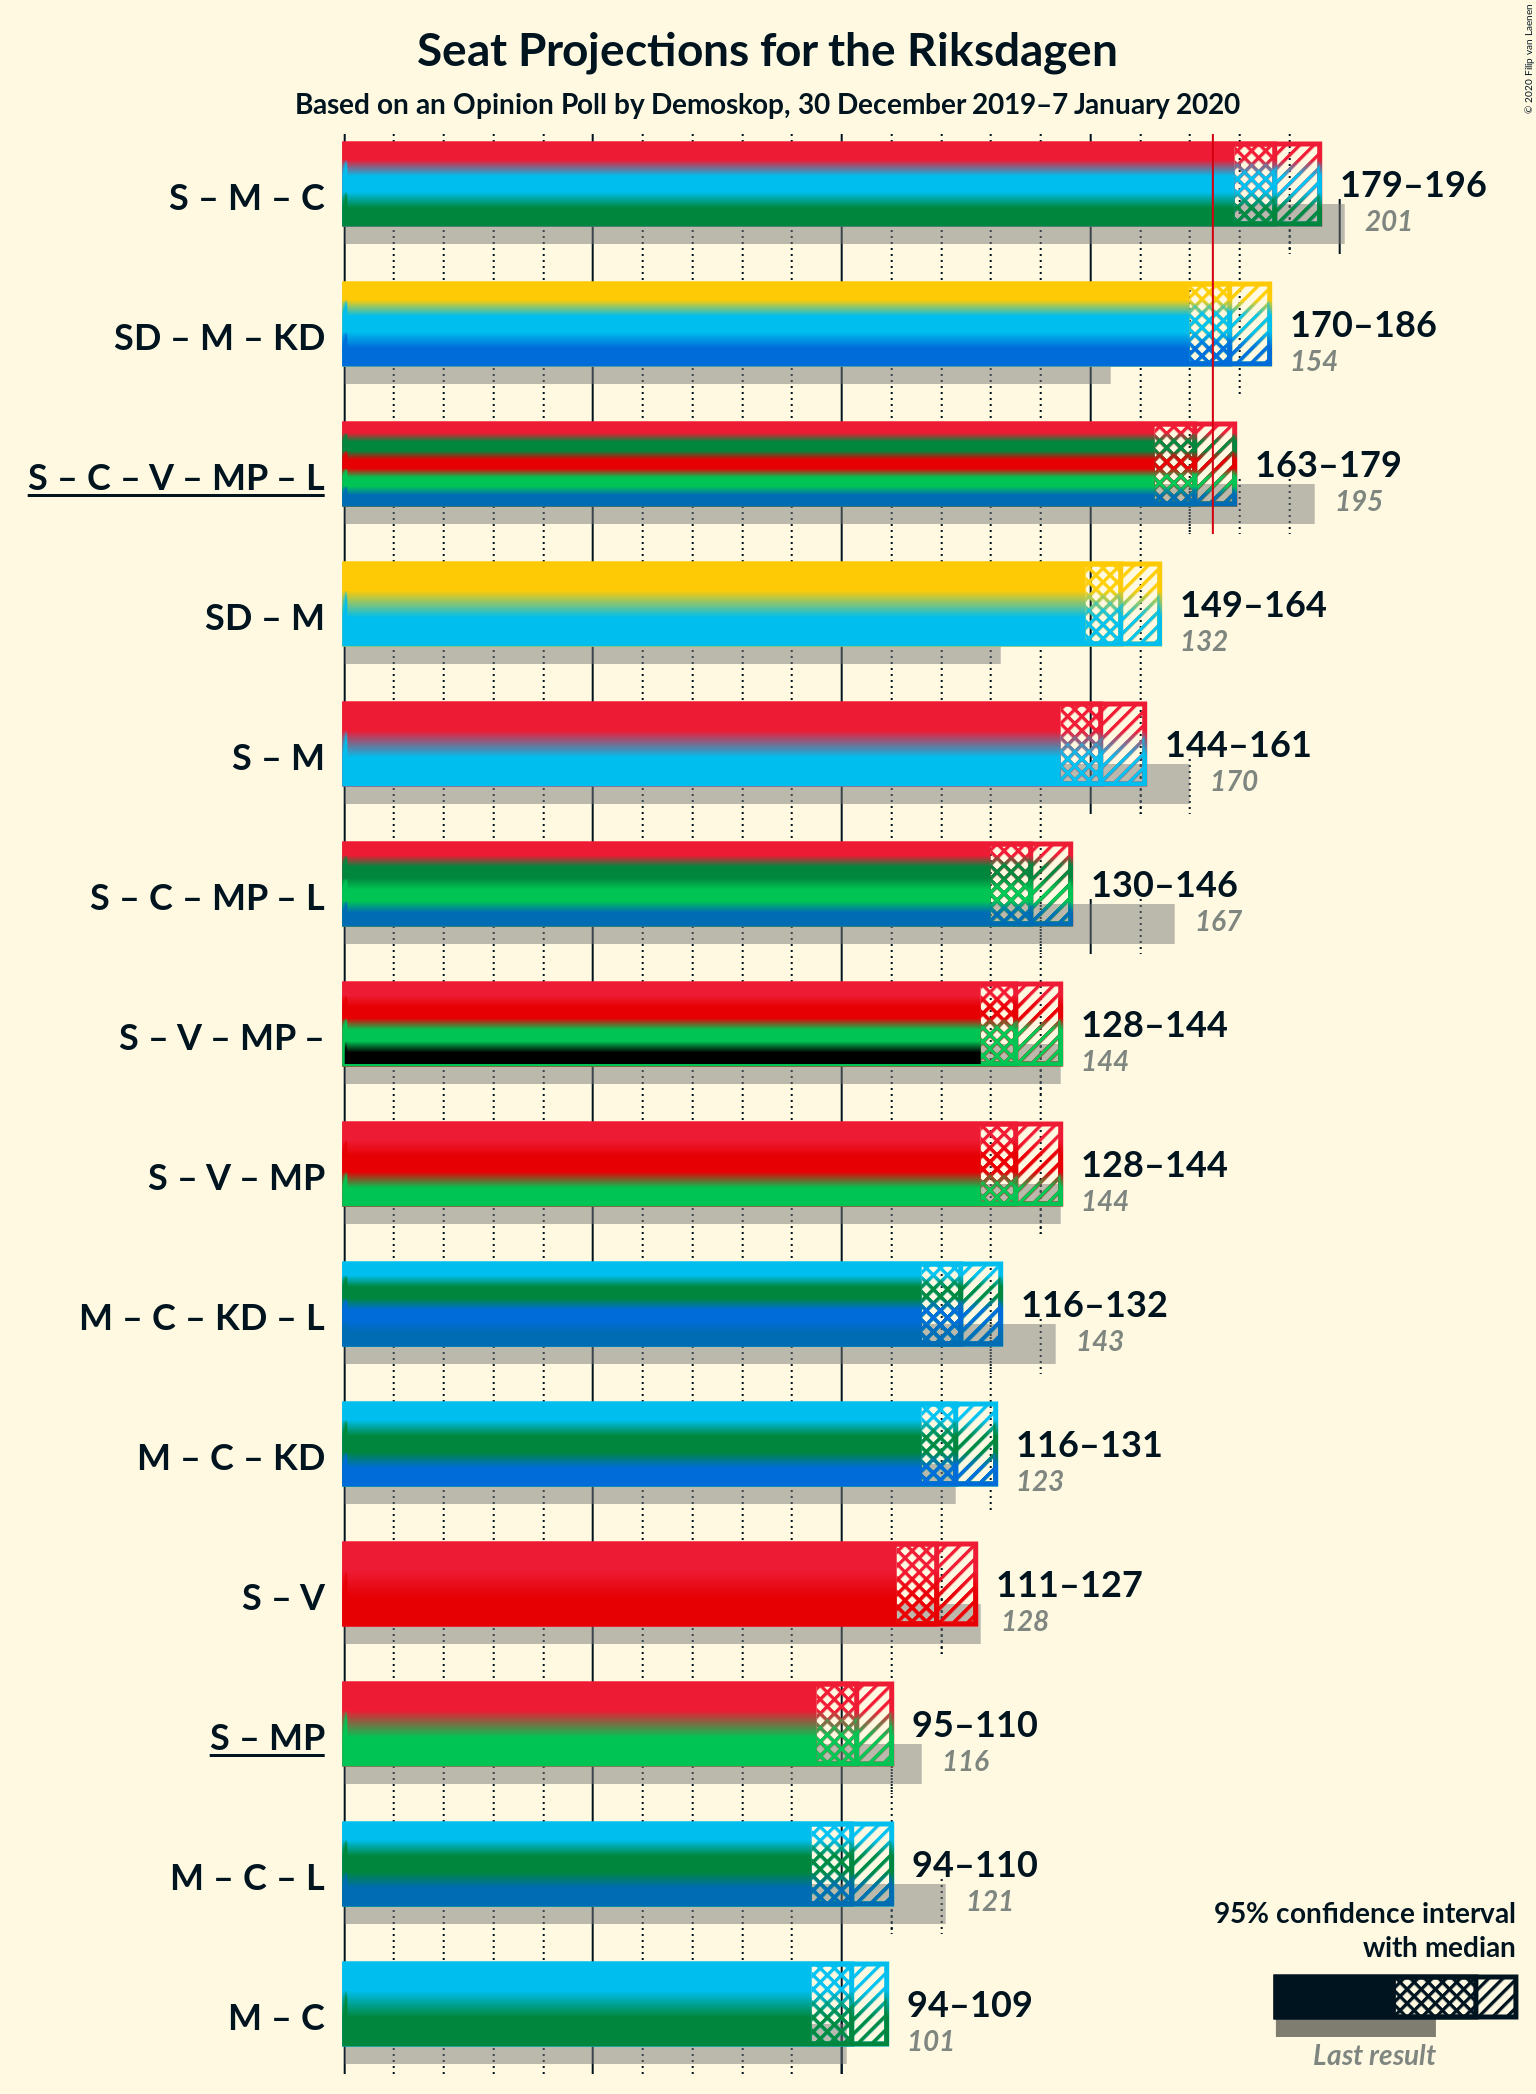 Seat Projections for the Riksdagen
Based on an Opinion Poll by Demoskop, 30 December 2019–7 January 2020
© 2020 Filip van Laenen
S – M – C
179–196
201
SD – M – KD
170–186
154
S – C – V – MP – L
163–179
195
SD – M
149–164
132
S – M
144–161
170
S – C – MP – L
130–146
167
S – V – MP –
128–144
144
S – V – MP
128–144
144
M – C – KD – L
116–132
143
M – C – KD
116–131
123
S – V
111–127
128
S – MP
95–110
116
M – C – L
94–110
121
M – C
94–109
101
95% confidence interval
with median
Last result